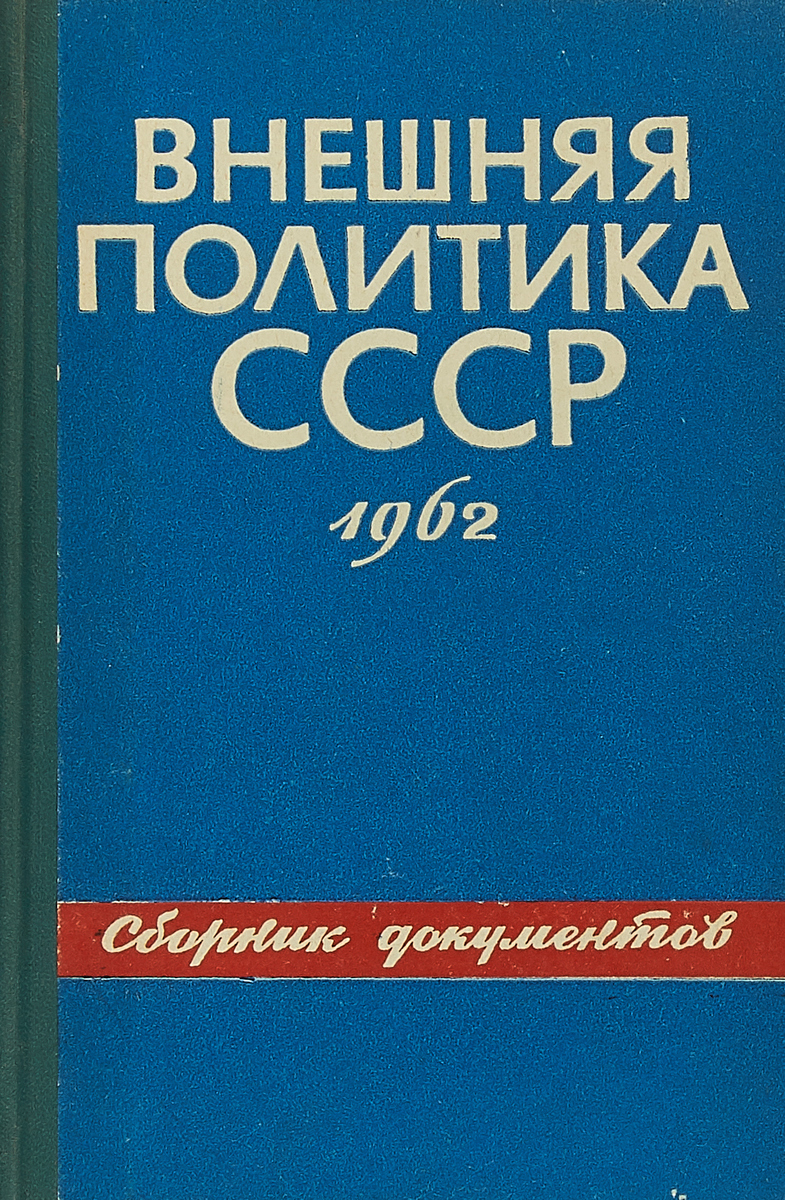 ВНЕШНЯЯ
ПОЛИТИКА
СССР
1962
Сборник документов